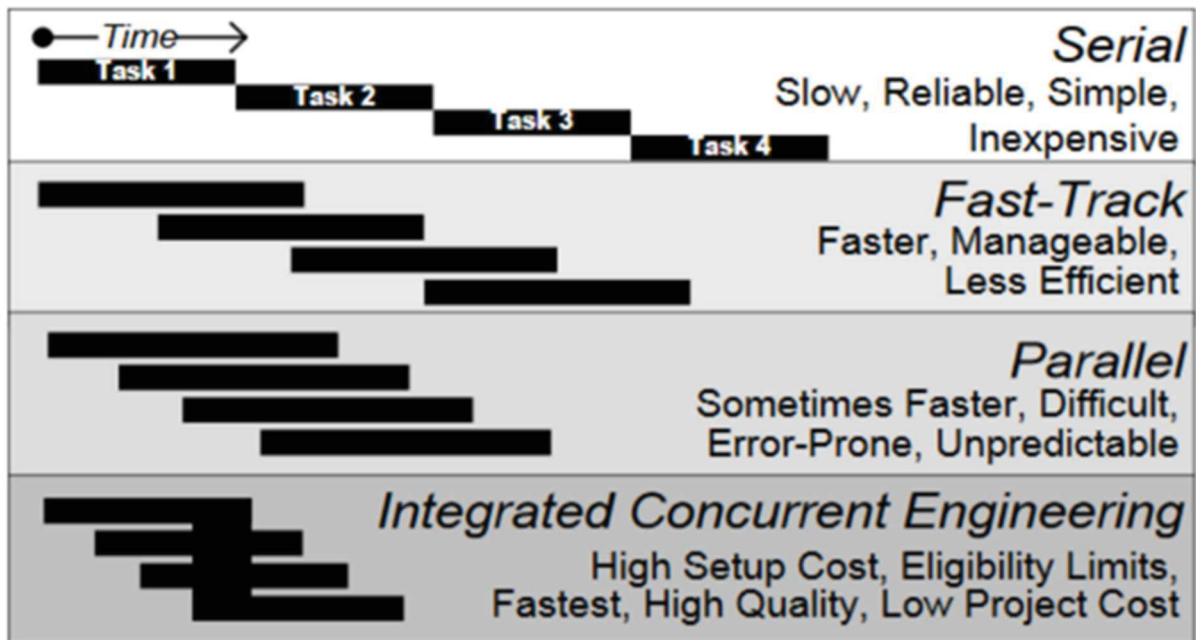 Time
Serial
Task 1
Task 2
Slow, Reliable, Simple,
Task 3
Inexpensive
Task 4
Fast-Track
Faster, Manageable,
Less Efficient
Parallel
Sometimes Faster, Difficult,
Error-Prone, Unpredictable
Integrated Concurrent Engineering
High Setup Cost, Eligibility Limits,
Fastest, High Quality, Low Project Cost